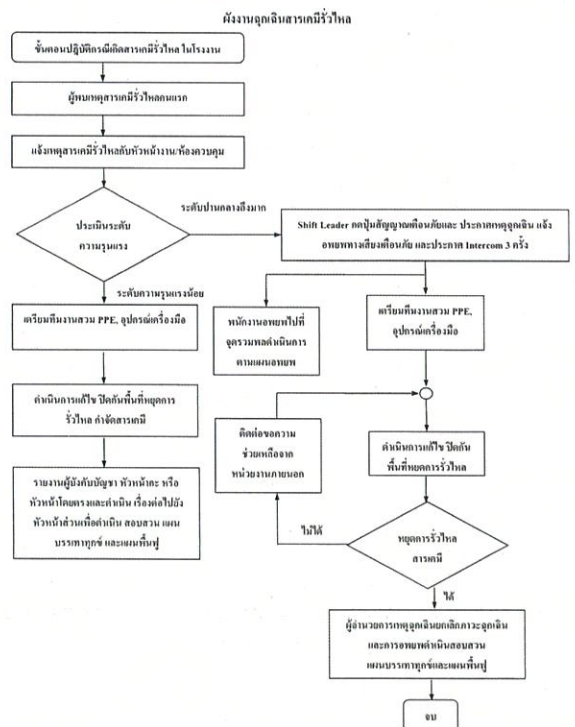 ผังงานฉุกเฉินสารเคมีรั่วไหล
ขั้นตอนปฏิบัติกรณีเกิดสารเคมีรั่วไหล ในโรงงาน
ผู้พบเหตุสารเคมีรั่วไหลคนแรก
แจ้งเหตุสารเคมีรั่วไหลกับหัวหน้างาน/ห้องควบคุม
ประเมินระดับ
ความรุนแรง
ระดับปานกลางถึงมาก
Shift Leader กดปุ่มสัญญาณเตือนภัยและ ประกาศเหตุฉุกเฉิน แจ้ง
อพยพทางเสียงเตือนภัย และประกาศ Intercom 3 ครั้ง
ระดับความรุนแรงน้อย
เตรียมทีมงานสวม PPE, อุปกรณ์เครื่องมือ
ดำเนินการแก้ไข ปิดกั้นพื้นที่หยุดการ
รั่วไหล กำจัดสารเคมี
รายงานผู้บังคับบัญชา หัวหน้ากะ หรือ
หัวหน้าโดยตรงและดำเนิน เรื่องต่อไปยัง
หัวหน้าส่วนเพื่อดำเนิน สอบสวน แผน
บรรเทาทุกข์ และแผนฟื้นฟู
พนักงานอพยพไปที่
จุดรวมพลดำเนินการ
ตามแผนอพยพ
เตรียมทีมงานสวม PPE,
อุปกรณ์เครื่องมือ
ติดต่อขอความ
ช่วยเหลือจาก
หน่วยงานภายนอก
ดำเนินการแก้ไข ปิดกั้น
พื้นที่หยุดการรั่วไหล
ไม่ได้
หยุดการรั่วไหล
สารเคมี
ได้
ผู้อำนวยการเหตุฉุกเฉินยกเลิกภาวะฉุกเฉิน
และการอพยพดำเนินสอบสวน
แผนบรรเทาทุกข์และแผนฟื้นฟู
จบ